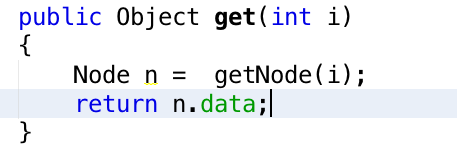 public Object get(int i)
{
    Node n =  getNode(i);
    return n.data;
}